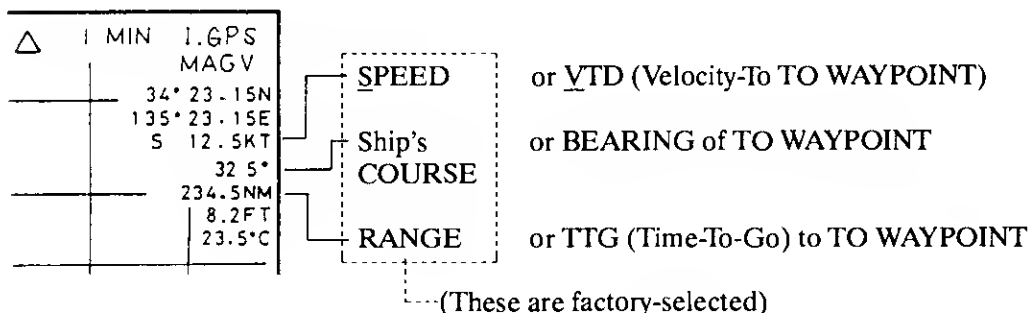 △ 1 MIN 1.GPS
MAGV
34° 23.15N
135° 23.15E
S 12.5KT
32 5°
234.5NM
8.2FT
23.5°C
SPEED or VTD (Velocity-To TO WAYPOINT)
Ship's COURSE or BEARING of TO WAYPOINT
RANGE or TTG (Time-To-Go) to TO WAYPOINT
(These are factory-selected)